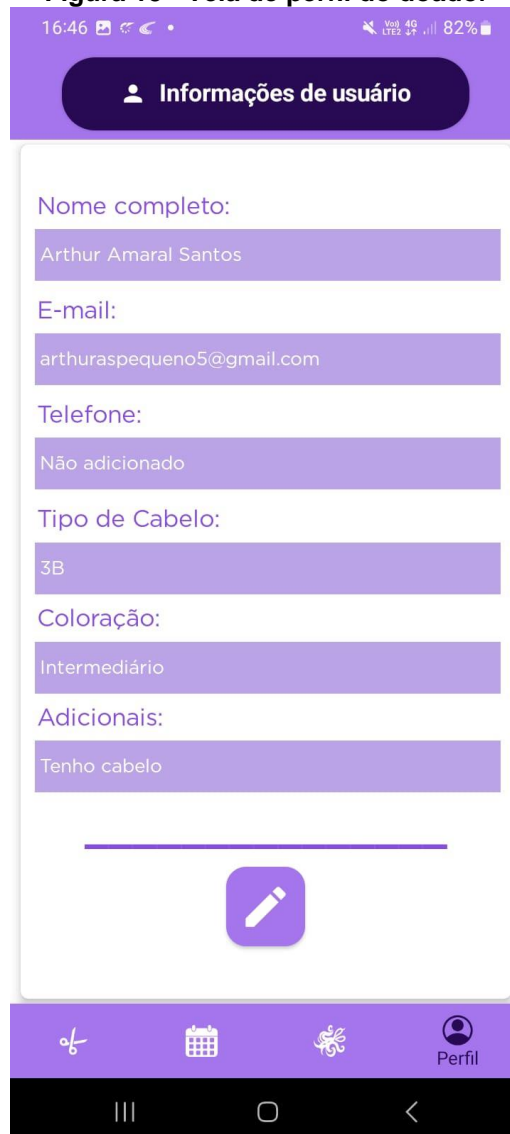 16:46 82%
Informações de usuário
Nome completo:
Arthur Amaral Santos
E-mail:
arthuraspequeno5@gmail.com
Telefone:
Não adicionado
Tipo de Cabelo:
3B
Coloração:
Intermediário
Adicionais:
Tenho cabelo
Perfil